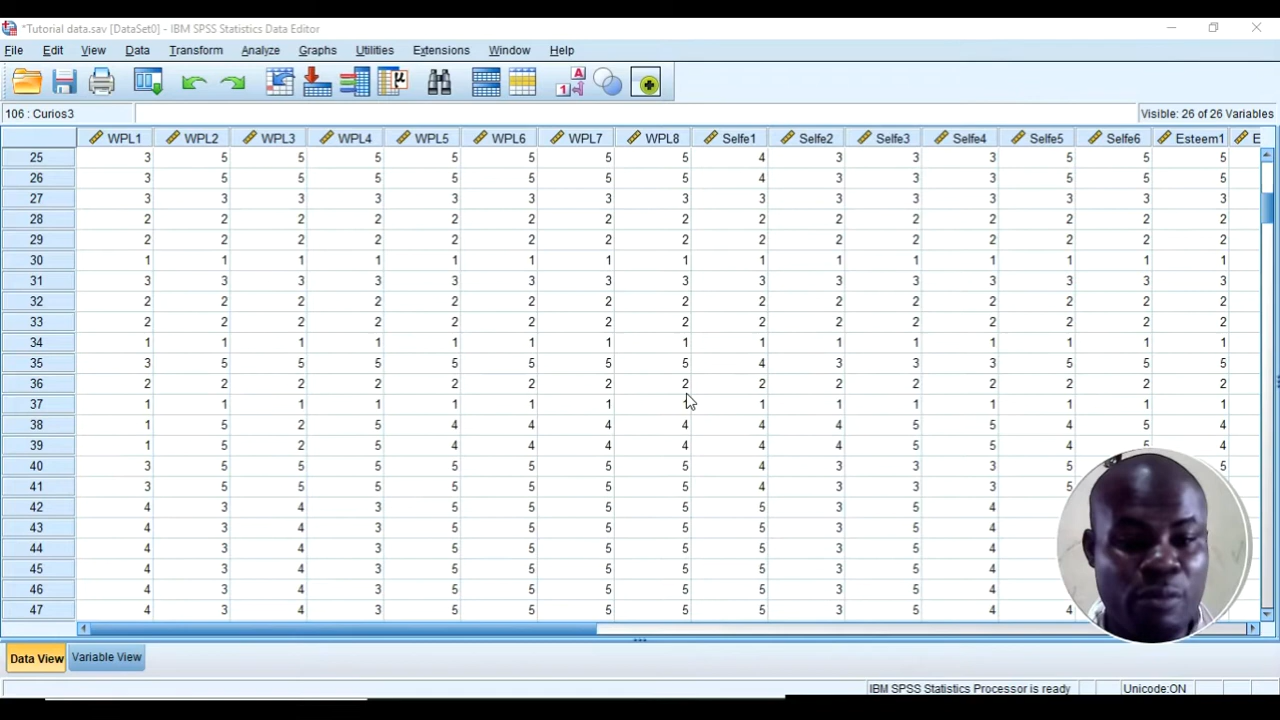 *Tutorial data.sav [DataSet0] - IBM SPSS Statistics Data Editor
File Edit View Data Transform Analyze Graphs Utilities Extensions Window Help
106 : Curios3 Visible: 26 of 26 Variables
WPL1 WPL2 WPL3 WPL4 WPL5 WPL6 WPL7 WPL8 Selfe1 Selfe2 Selfe3 Selfe4 Selfe5 Selfe6 Esteem1 E
25 3 5 5 5 5 5 5 5 4 3 3 3 5 5 5
26 3 5 5 5 5 5 5 5 4 3 3 3 5 5 5
27 3 3 3 3 3 3 3 3 3 3 3 3 3 3 3
28 2 2 2 2 2 2 2 2 2 2 2 2 2 2 2
29 2 2 2 2 2 2 2 2 2 2 2 2 2 2 2
30 1 1 1 1 1 1 1 1 1 1 1 1 1 1 1
31 3 3 3 3 3 3 3 3 3 3 3 3 3 3 3
32 2 2 2 2 2 2 2 2 2 2 2 2 2 2 2
33 2 2 2 2 2 2 2 2 2 2 2 2 2 2 2
34 1 1 1 1 1 1 1 1 1 1 1 1 1 1 1
35 3 5 5 5 5 5 5 5 4 3 3 3 5 5 5
36 2 2 2 2 2 2 2 2 2 2 2 2 2 2 2
37 1 1 1 1 1 1 1 1 1 1 1 1 1 1
38 1 5 2 5 4 4 4 4 4 4 5 5 4 5 4
39 1 5 2 5 4 4 4 4 4 4 5 5 4 5 4
40 3 5 5 5 5 5 5 5 4 3 3 3 5 5
41 3 5 5 5 5 5 5 5 4 3 3 3 5
42 4 3 4 3 5 5 5 5 5 3 5 4
43 4 3 4 3 5 5 5 5 5 3 5 4
44 4 3 4 3 5 5 5 5 5 3 5 4
45 4 3 4 3 5 5 5 5 5 3 5 4
46 4 3 4 3 5 5 5 5 5 3 5 4
47 4 3 4 3 5 5 5 5 5 3 5 4 4
Data View Variable View
IBM SPSS Statistics Processor is ready Unicode:ON